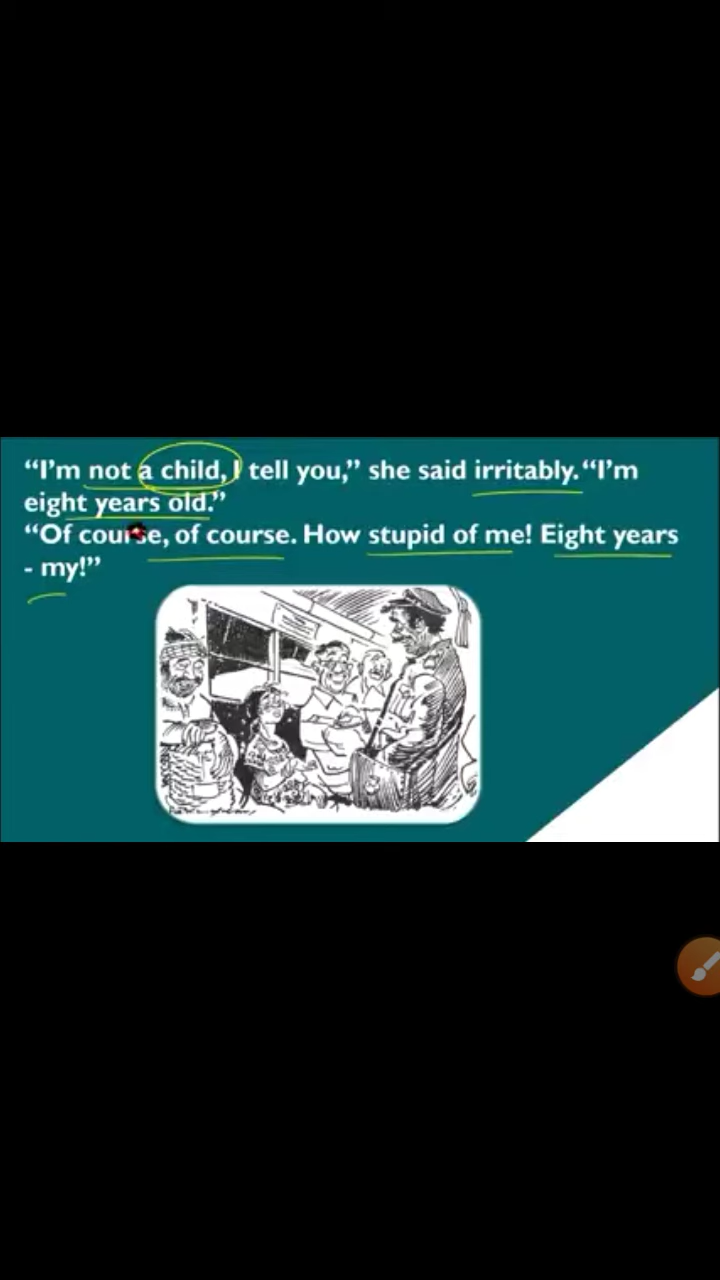 “I’m not a child, I tell you,” she said irritably. “I’m
eight years old.”
“Of course, of course. How stupid of me! Eight years
- my!”